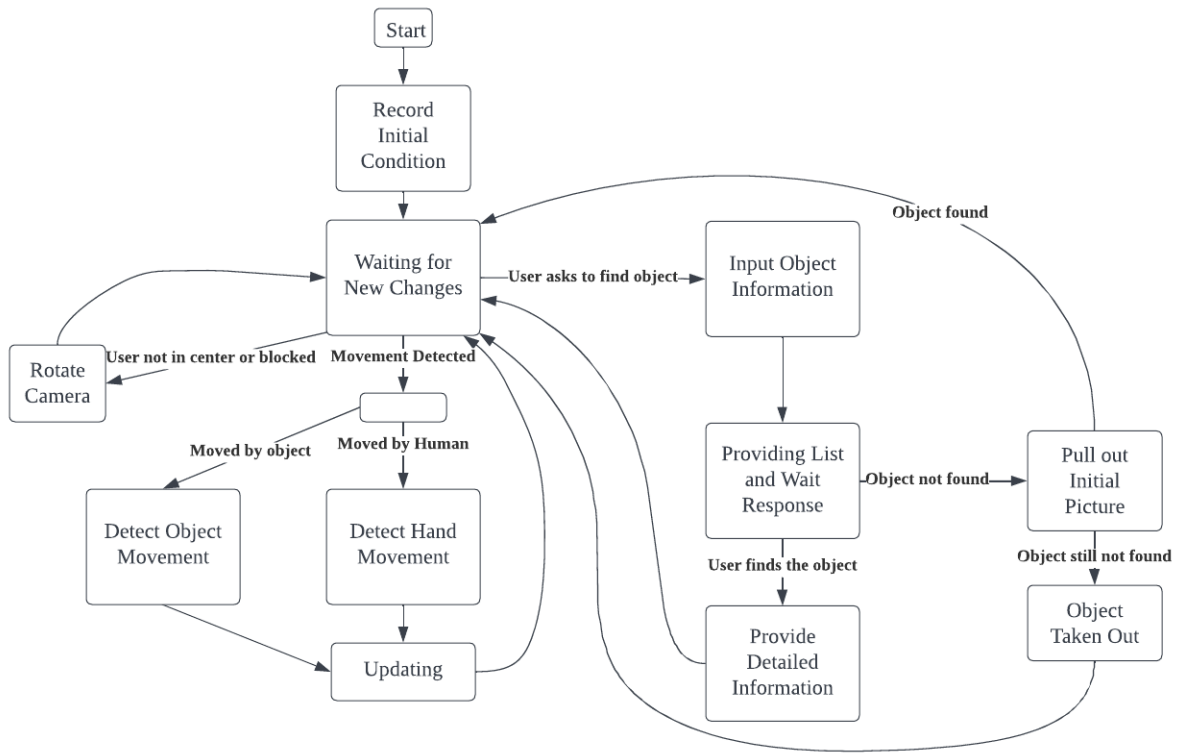 Start
Record
Initial
Condition
Object found
Waiting for
New Changes
User asks to find object
Input Object
Information
User not in center or blocked
Movement Detected
Rotate
Camera
Moved by object
Moved by Human
Providing List
and Wait
Response
Object not found
Pull out
Initial
Picture
Detect Object
Movement
Detect Hand
Movement
User finds the object
Object still not found
Updating
Provide
Detailed
Information
Object
Taken Out